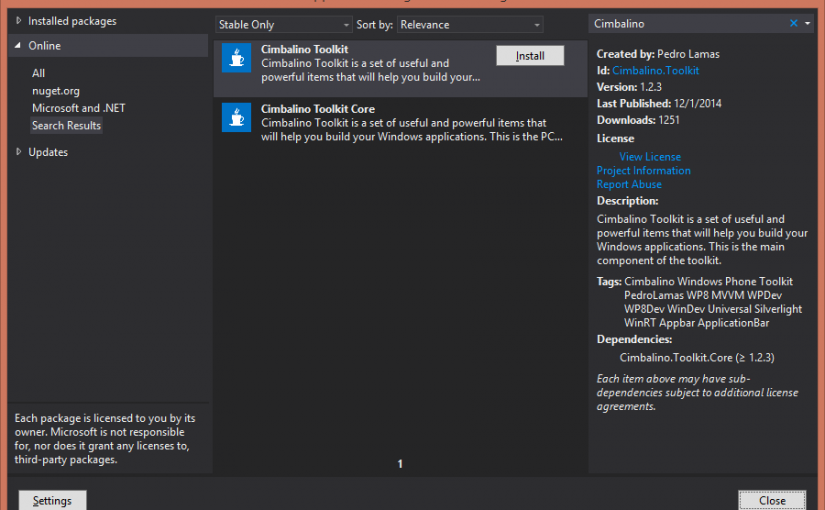 Installed packages
Online
All
nuget.org
Microsoft and .NET
Search Results
Updates
Each package is licensed to you by its
owner. Microsoft is not responsible
for, nor does it grant any licenses to,
third-party packages.
Settings
Stable Only
Sort by: Relevance
Cimbalino Toolkit
Cimbalino Toolkit is a set of useful and
powerful items that will help you build your...
Install
Cimbalino Toolkit Core
Cimbalino Toolkit is a set of useful and powerful items that
will help you build your Windows applications. This is the PC...
1
Cimbalino
Created by: Pedro Lamas
Id: Cimbalino.Toolkit
Version: 1.2.3
Last Published: 12/1/2014
Downloads: 1251
License
View License
Project Information
Report Abuse
Description:
Cimbalino Toolkit is a set of useful and
powerful items that will help you build your
Windows applications. This is the main
component of the toolkit.
Tags: Cimbalino Windows Phone Toolkit
PedroLamas WP8 MVVM WPDev
WP8Dev WinDev Universal Silverlight
WinRT Appbar ApplicationBar
Dependencies:
Cimbalino.Toolkit.Core (≥ 1.2.3)
Each item above may have sub-
dependencies subject to additional license
agreements.
Close